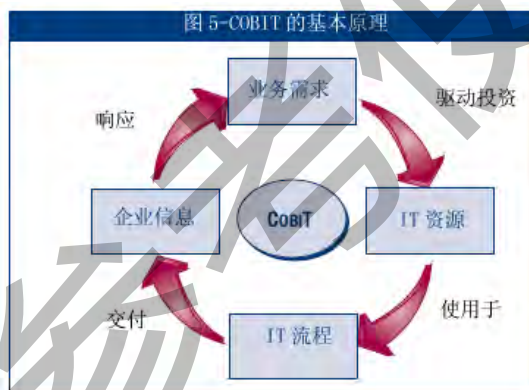 图 5-COBIT 的基本原理
业务需求
响应
驱动投资
企业信息
COBIT
IT 资源
交付
使用于
IT 流程